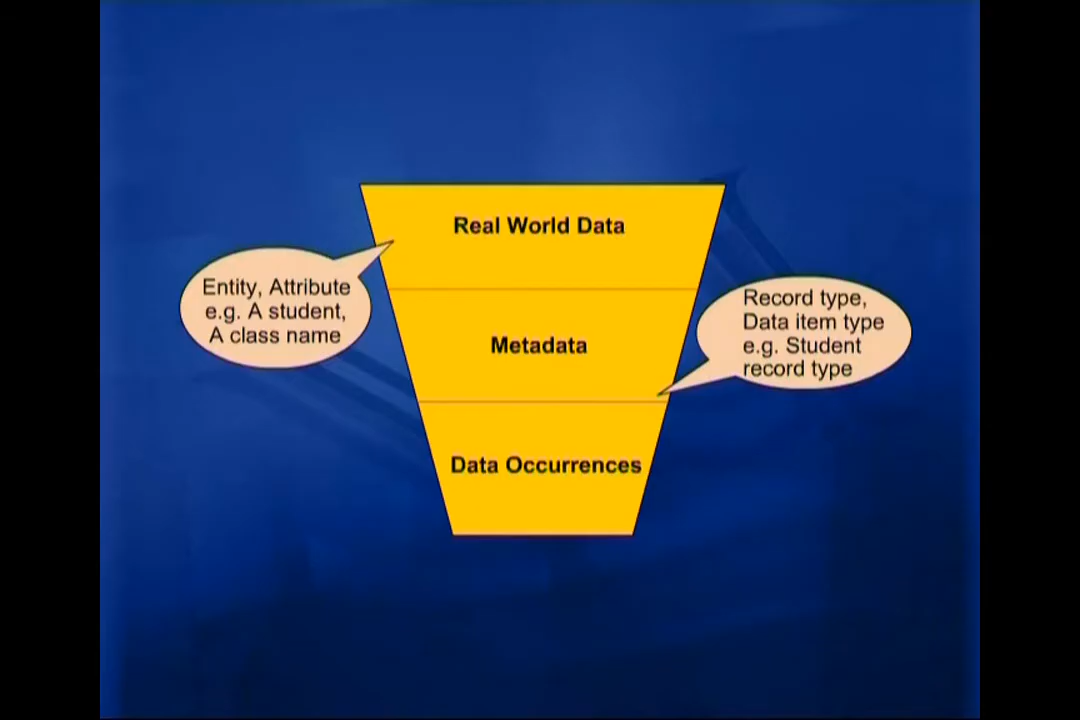 Real World Data
Entity, Attribute
e.g. A student,
A class name
Metadata
Record type,
Data item type
e.g. Student
record type
Data Occurrences